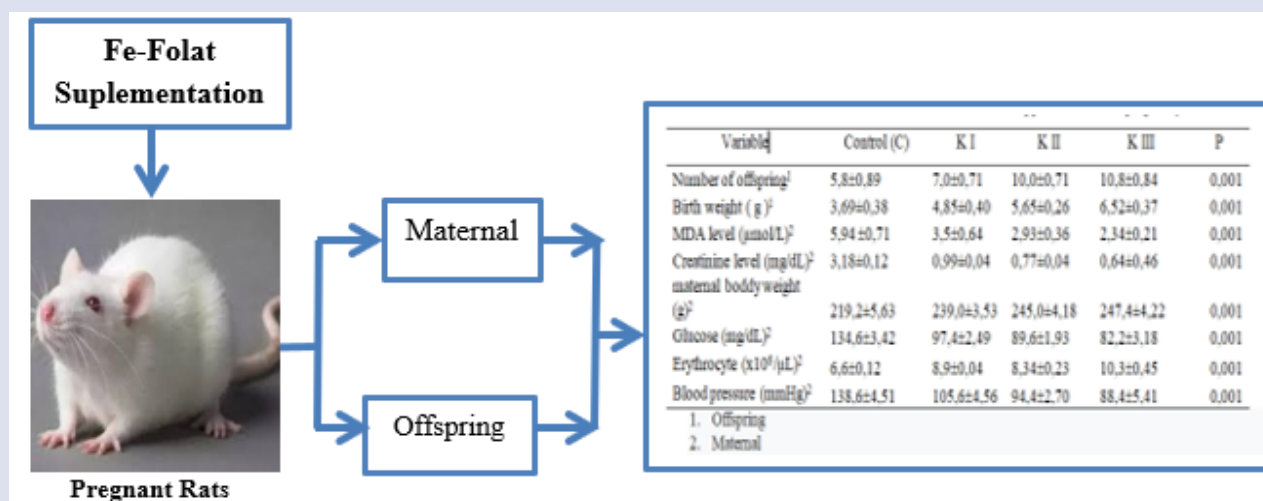 Fe-Folat
Suplementation
Pregnant Rats
Maternal
Offspring
Variable Control (C) K I K II K III P
Number of offspring¹ 5,8±0,89 7,0±0,71 10,0±0,71 10,8±0,84 0,001
Birth weight ( g )¹ 3,69±0,38 4,85±0,40 5,65±0,26 6,52±0,37 0,001
MDA level (µmol/L)² 5,94±0,71 3,5±0,64 2,93±0,36 2,34±0,21 0,001
Creatinine level (mg/dL)² 3,18±0,12 0,99±0,04 0,77±0,04 0,64±0,46 0,001
maternal boddy weight
(g)² 219,2±5,63 239,0±3,53 245,0±4,18 247,4±4,22 0,001
Glucose (mg/dL)² 134,6±3,42 97,4±2,49 89,6±1,93 82,2±3,18 0,001
Erythrocyte 6,6±0,12 8,9±0,04 8,34±0,23 10,3±0,45 0,001
Blood pressure (mmHg)² 138,6±4,51 105,6±4,56 94,4±2,70 88,4±5,41 0,001
1. Offspring
2. Maternal